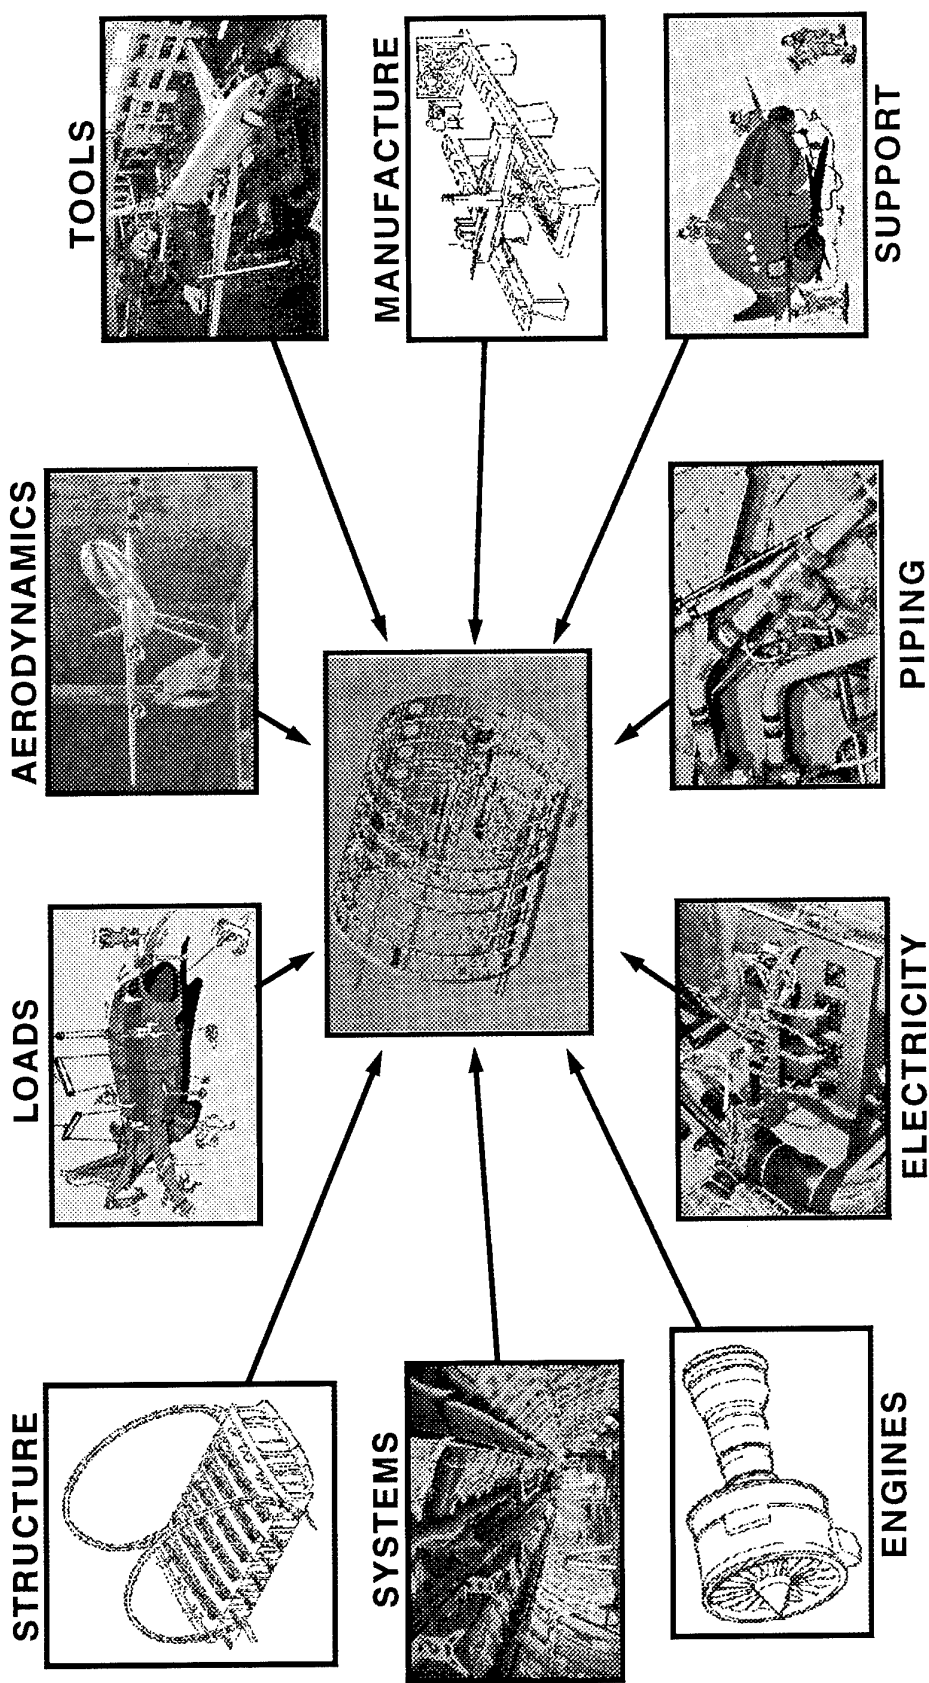 STRUCTURE
LOADS
AERODYNAMICS
TOOLS
SYSTEMS
MANUFACTURE
ENGINES
ELECTRICITY
PIPING
SUPPORT